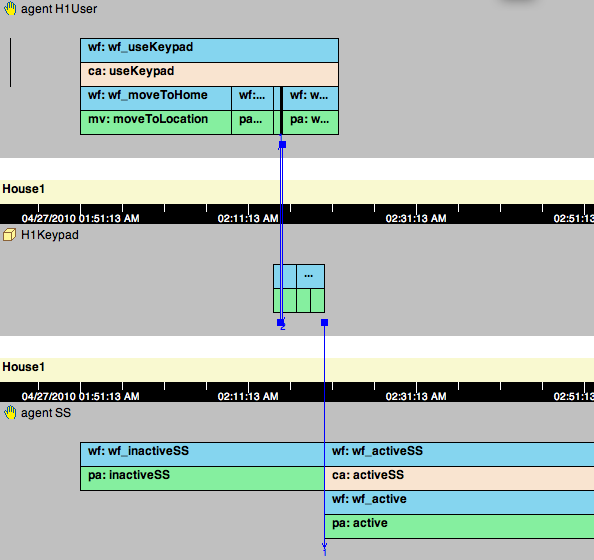 agent H1User
wf: wf_useKeypad
ca: useKeypad
wf: wf_moveToHome wf:... wf: w...
mv: moveToLocation pa... pa: w...
House1
04/27/2010 01:51:13 AM 02:11:13 AM 02:31:13 AM 02:51:13
H1Keypad
...
2
House1
04/27/2010 01:51:13 AM 02:11:13 AM 02:31:13 AM 02:51:13
agent SS
wf: wf_inactiveSS wf: wf_activeSS
pa: inactiveSS ca: activeSS
wf: wf_active
pa: active
1